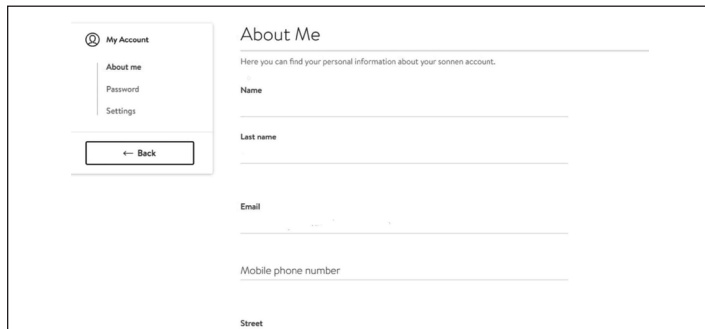 My Account
About me
Password
Settings
← Back
About Me
Here you can find your personal information about your sonnen account.
Name
Last name
Email
Mobile phone number
Street